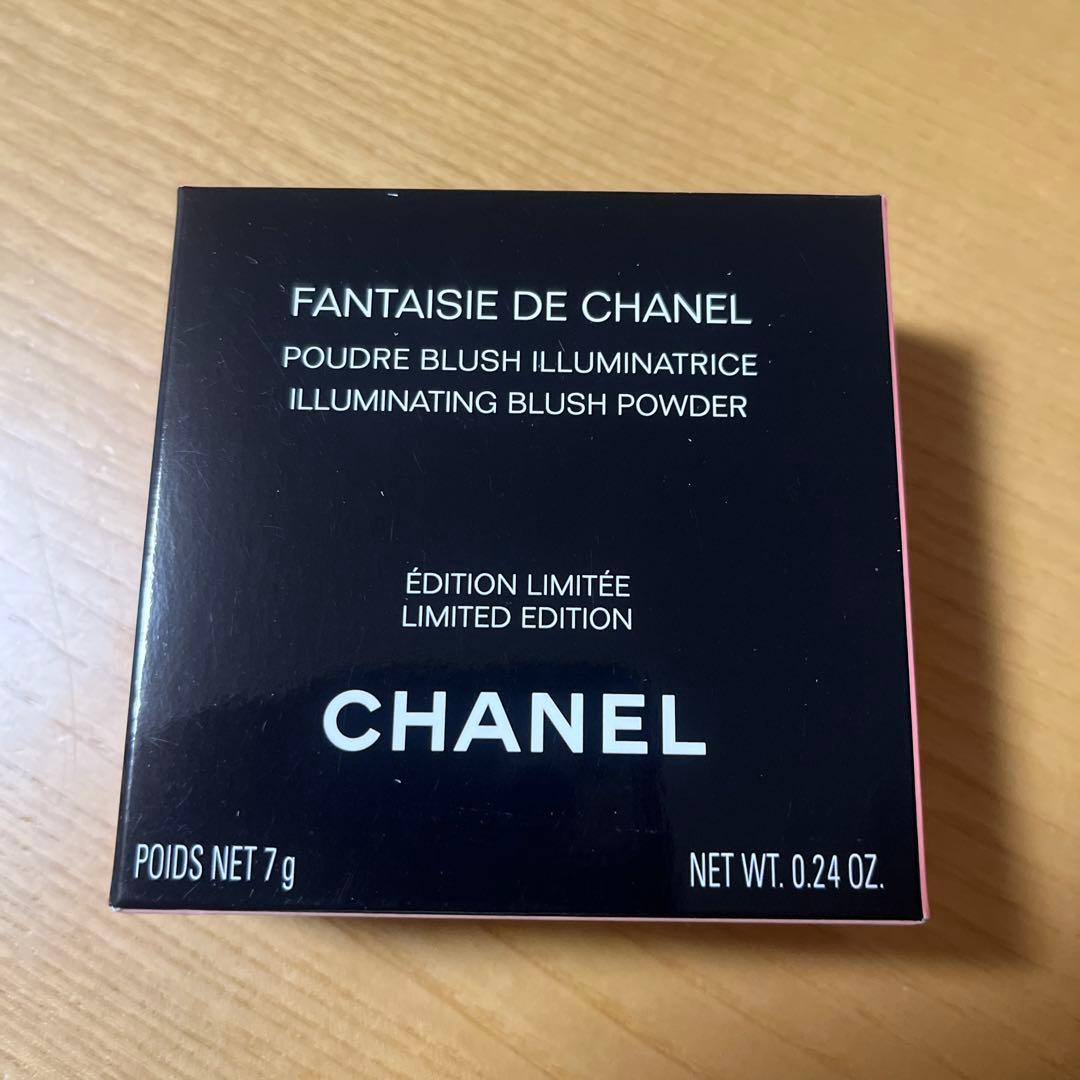 FANTAISIE DE CHANEL
POUDRE BLUSH ILLUMINATRICE
ILLUMINATING BLUSH POWDER
ÉDITION LIMITÉE
LIMITED EDITION
CHANEL
POIDS NET 7 g
NET WT. 0.24 OZ.